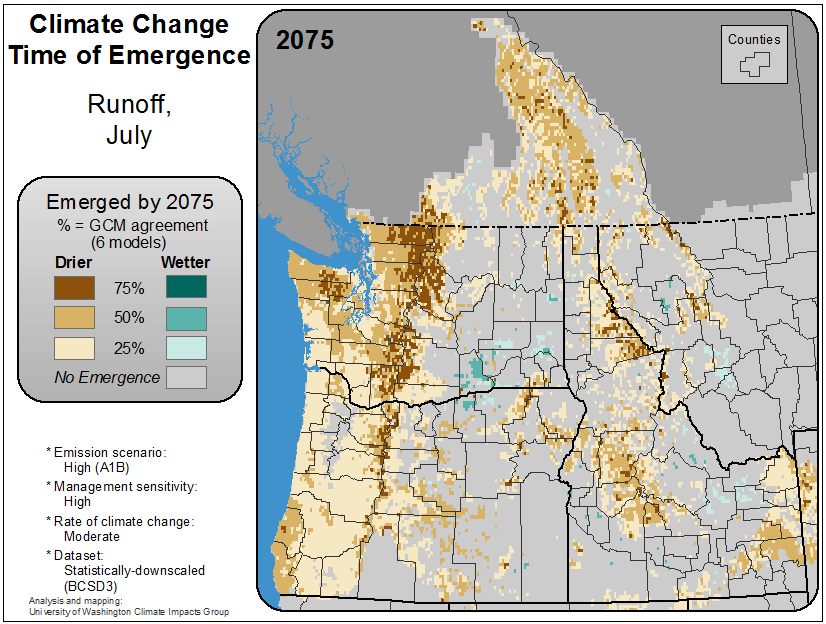 Climate Change
Time of Emergence
Runoff,
July
Emerged by 2075
% = GCM agreement
(6 models)
Drier Wetter
75%
50%
25%
No Emergence
* Emission scenario:
High (A1B)
* Management sensitivity:
High
* Rate of climate change:
Moderate
* Dataset:
Statistically-downscaled
(BCSD3)
Analysis and mapping:
University of Washington Climate Impacts Group
2075
Counties